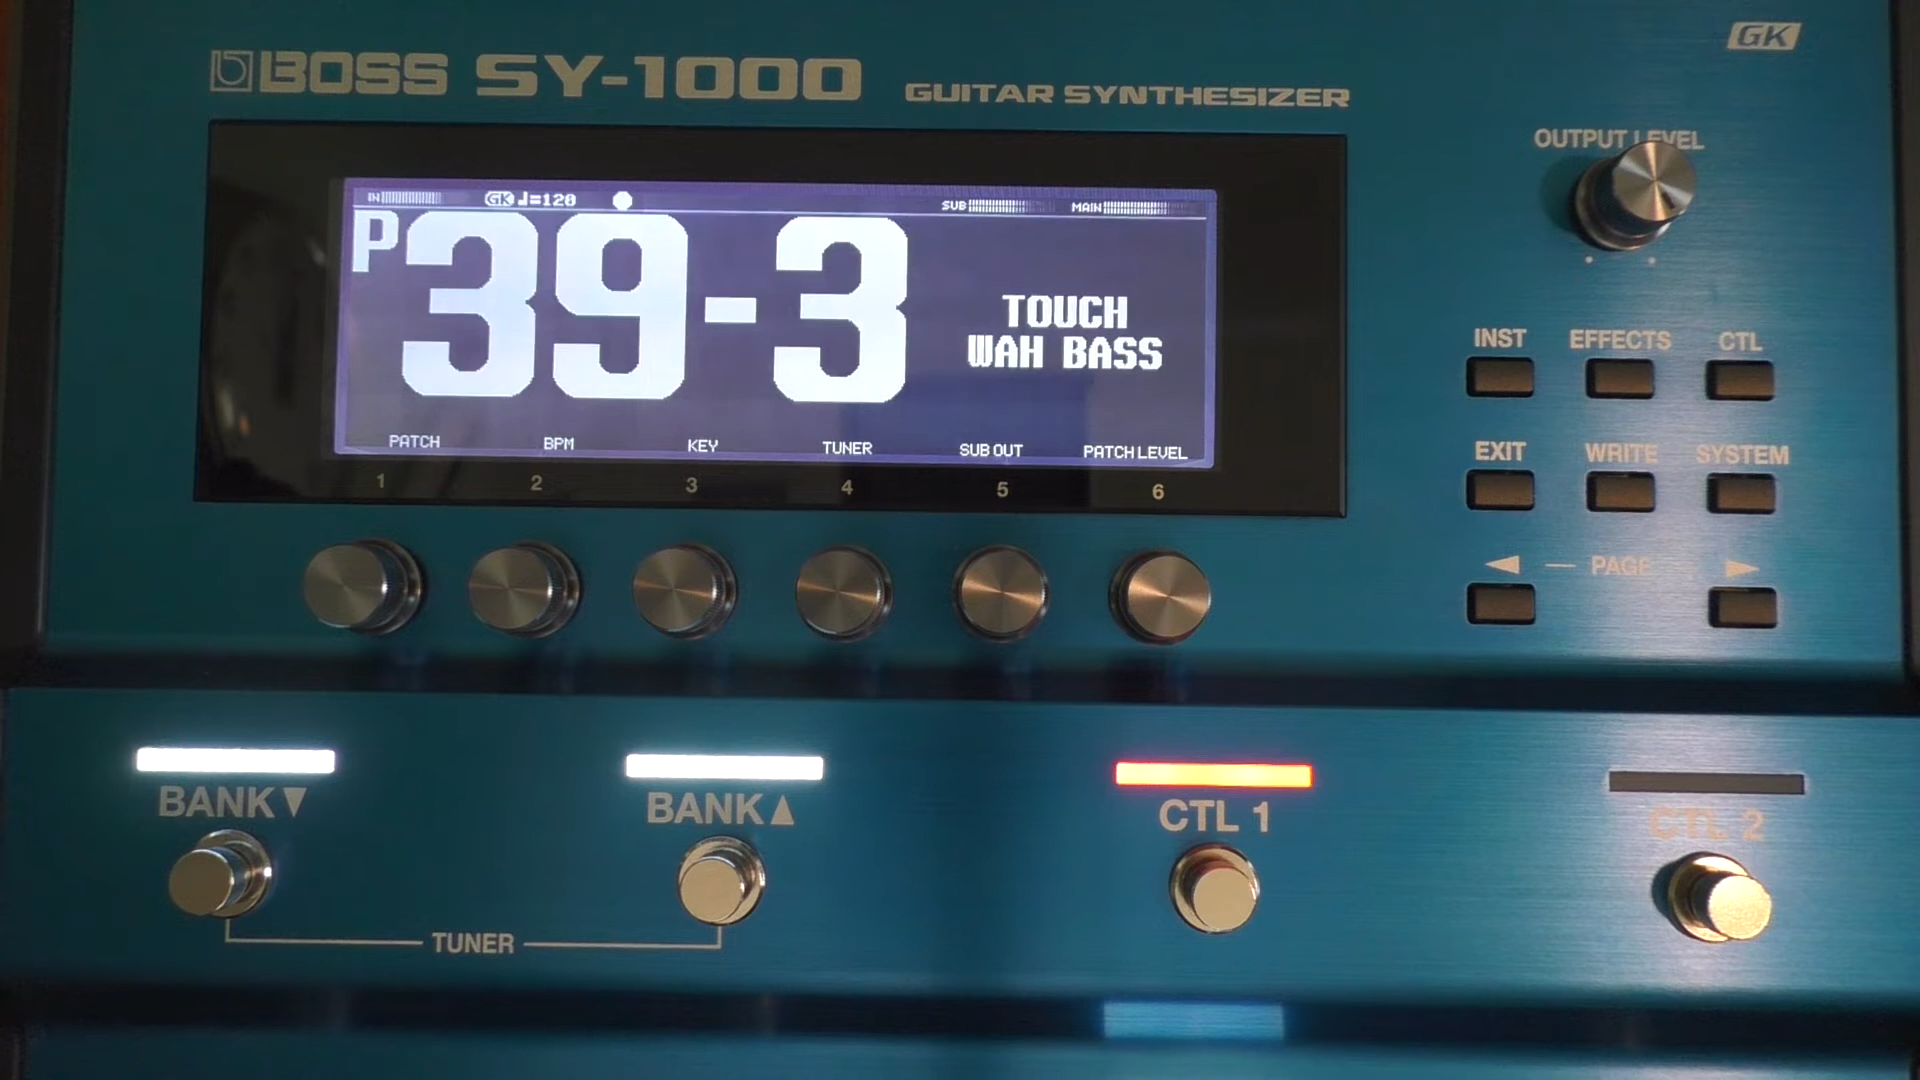 GK
BOSS SY-1000 GUITAR SYNTHESIZER
OUTPUT LEVEL
IN GK ♩=120 SUB MAIN
P39-3
TOUCH
WAH BASS
PATCH BPM KEY TUNER SUB OUT PATCH LEVEL
1 2 3 4 5 6
INST EFFECTS CTL
EXIT WRITE SYSTEM
◀ — PAGE — ▶
BANK▼ BANK▲ CTL 1 CTL 2
TUNER